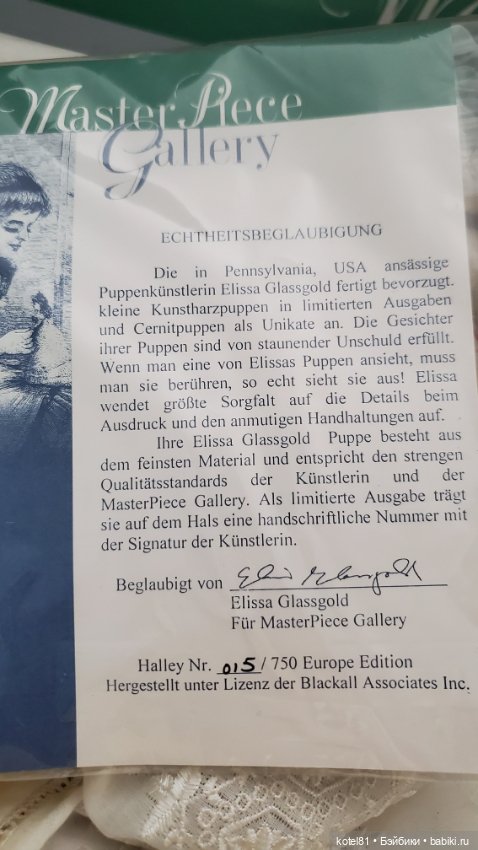 MasterPiece
Gallery
ECHTHEITSBEGLAUBIGUNG
Die in Pennsylvania, USA ansässige
Puppenkünstlerin Elissa Glassgold fertigt bevorzugt.
kleine Kunstharzpuppen in limitierten Ausgaben
und Cernitpuppen als Unikate an. Die Gesichter
ihrer Puppen sind von staunender Unschuld erfüllt.
Wenn man eine von Elissas Puppen ansieht, muss
man sie berühren, so echt sieht sie aus! Elissa
wendet größte Sorgfalt auf die Details beim
Ausdruck und den anmutigen Handhaltungen auf.
Ihre Elissa Glassgold Puppe besteht aus
dem feinsten Material und entspricht den strengen
Qualitätsstandards der Künstlerin und der
MasterPiece Gallery. Als limitierte Ausgabe trägt
sie auf dem Hals eine handschriftliche Nummer mit
der Signatur der Künstlerin.
Beglaubigt von Elissa Glassgold
Elissa Glassgold
Für MasterPiece Gallery
Halley Nr. 015 / 750 Europe Edition
Hergestellt unter Lizenz der Blackall Associates Inc.
kotel81 • Бэйбики • babiki.ru